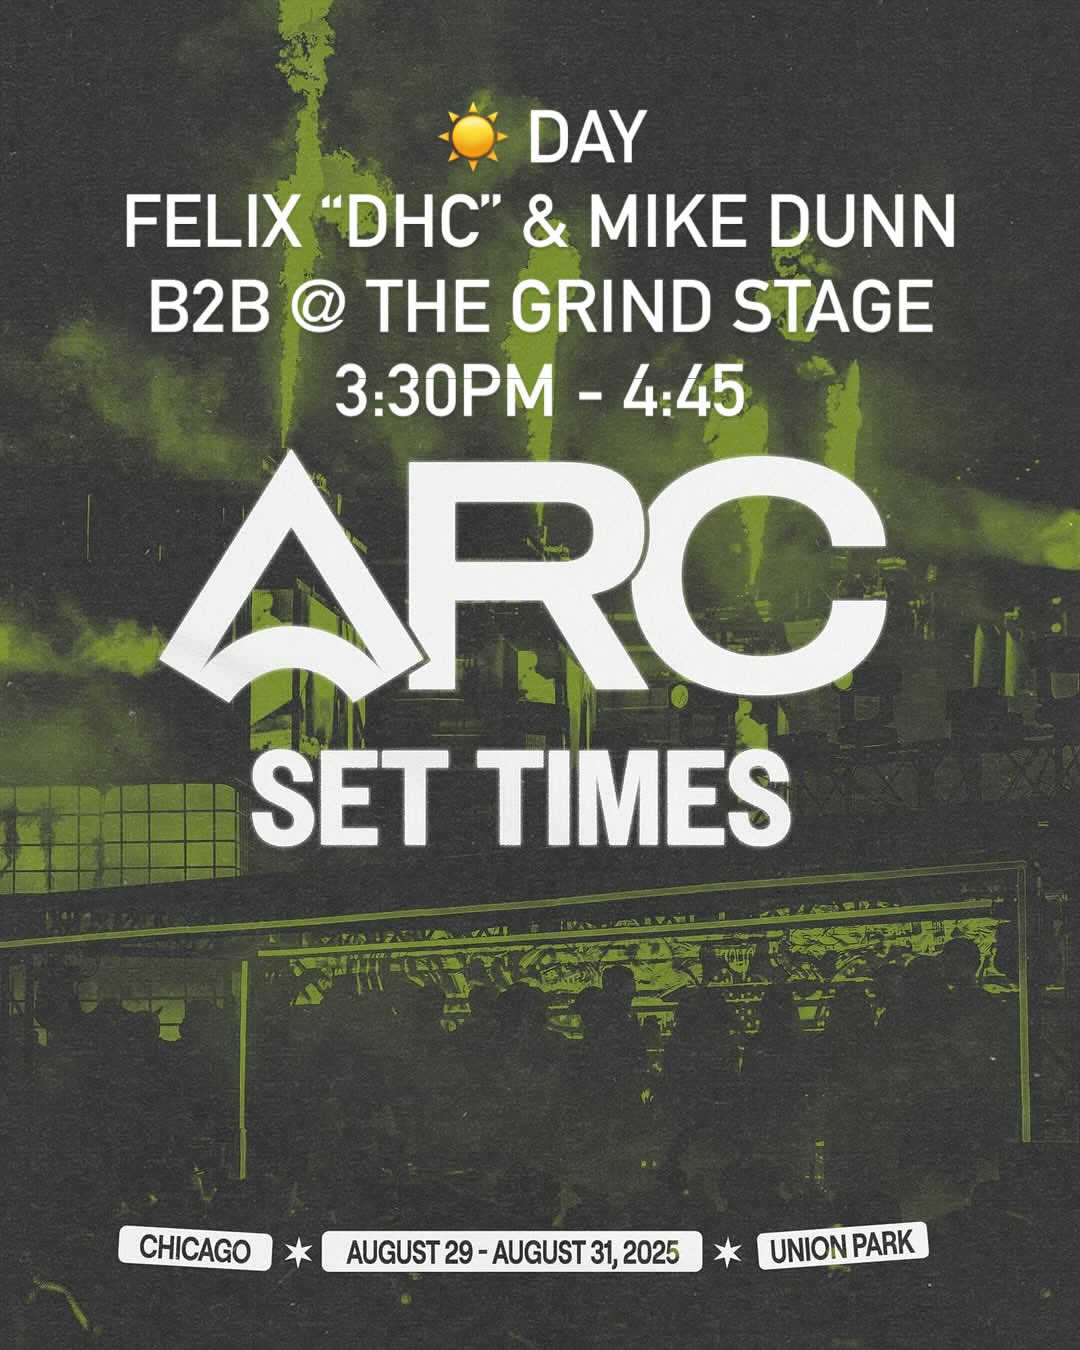 ☀️ DAY
FELIX “DHC” & MIKE DUNN
B2B @ THE GRIND STAGE
3:30PM - 4:45
ARC
SET TIMES
CHICAGO ✶ AUGUST 29 - AUGUST 31, 2025 ✶ UNION PARK